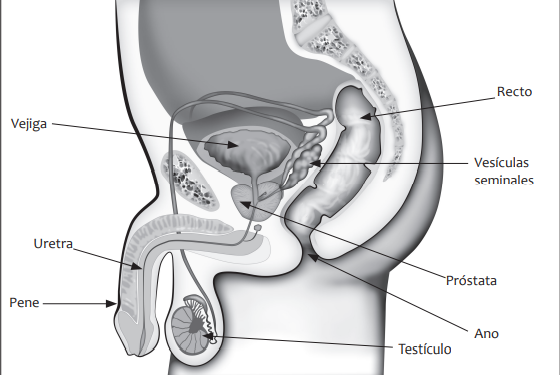 Recto
Vejiga
Vesículas
seminales
Uretra
Próstata
Pene
Ano
Testículo